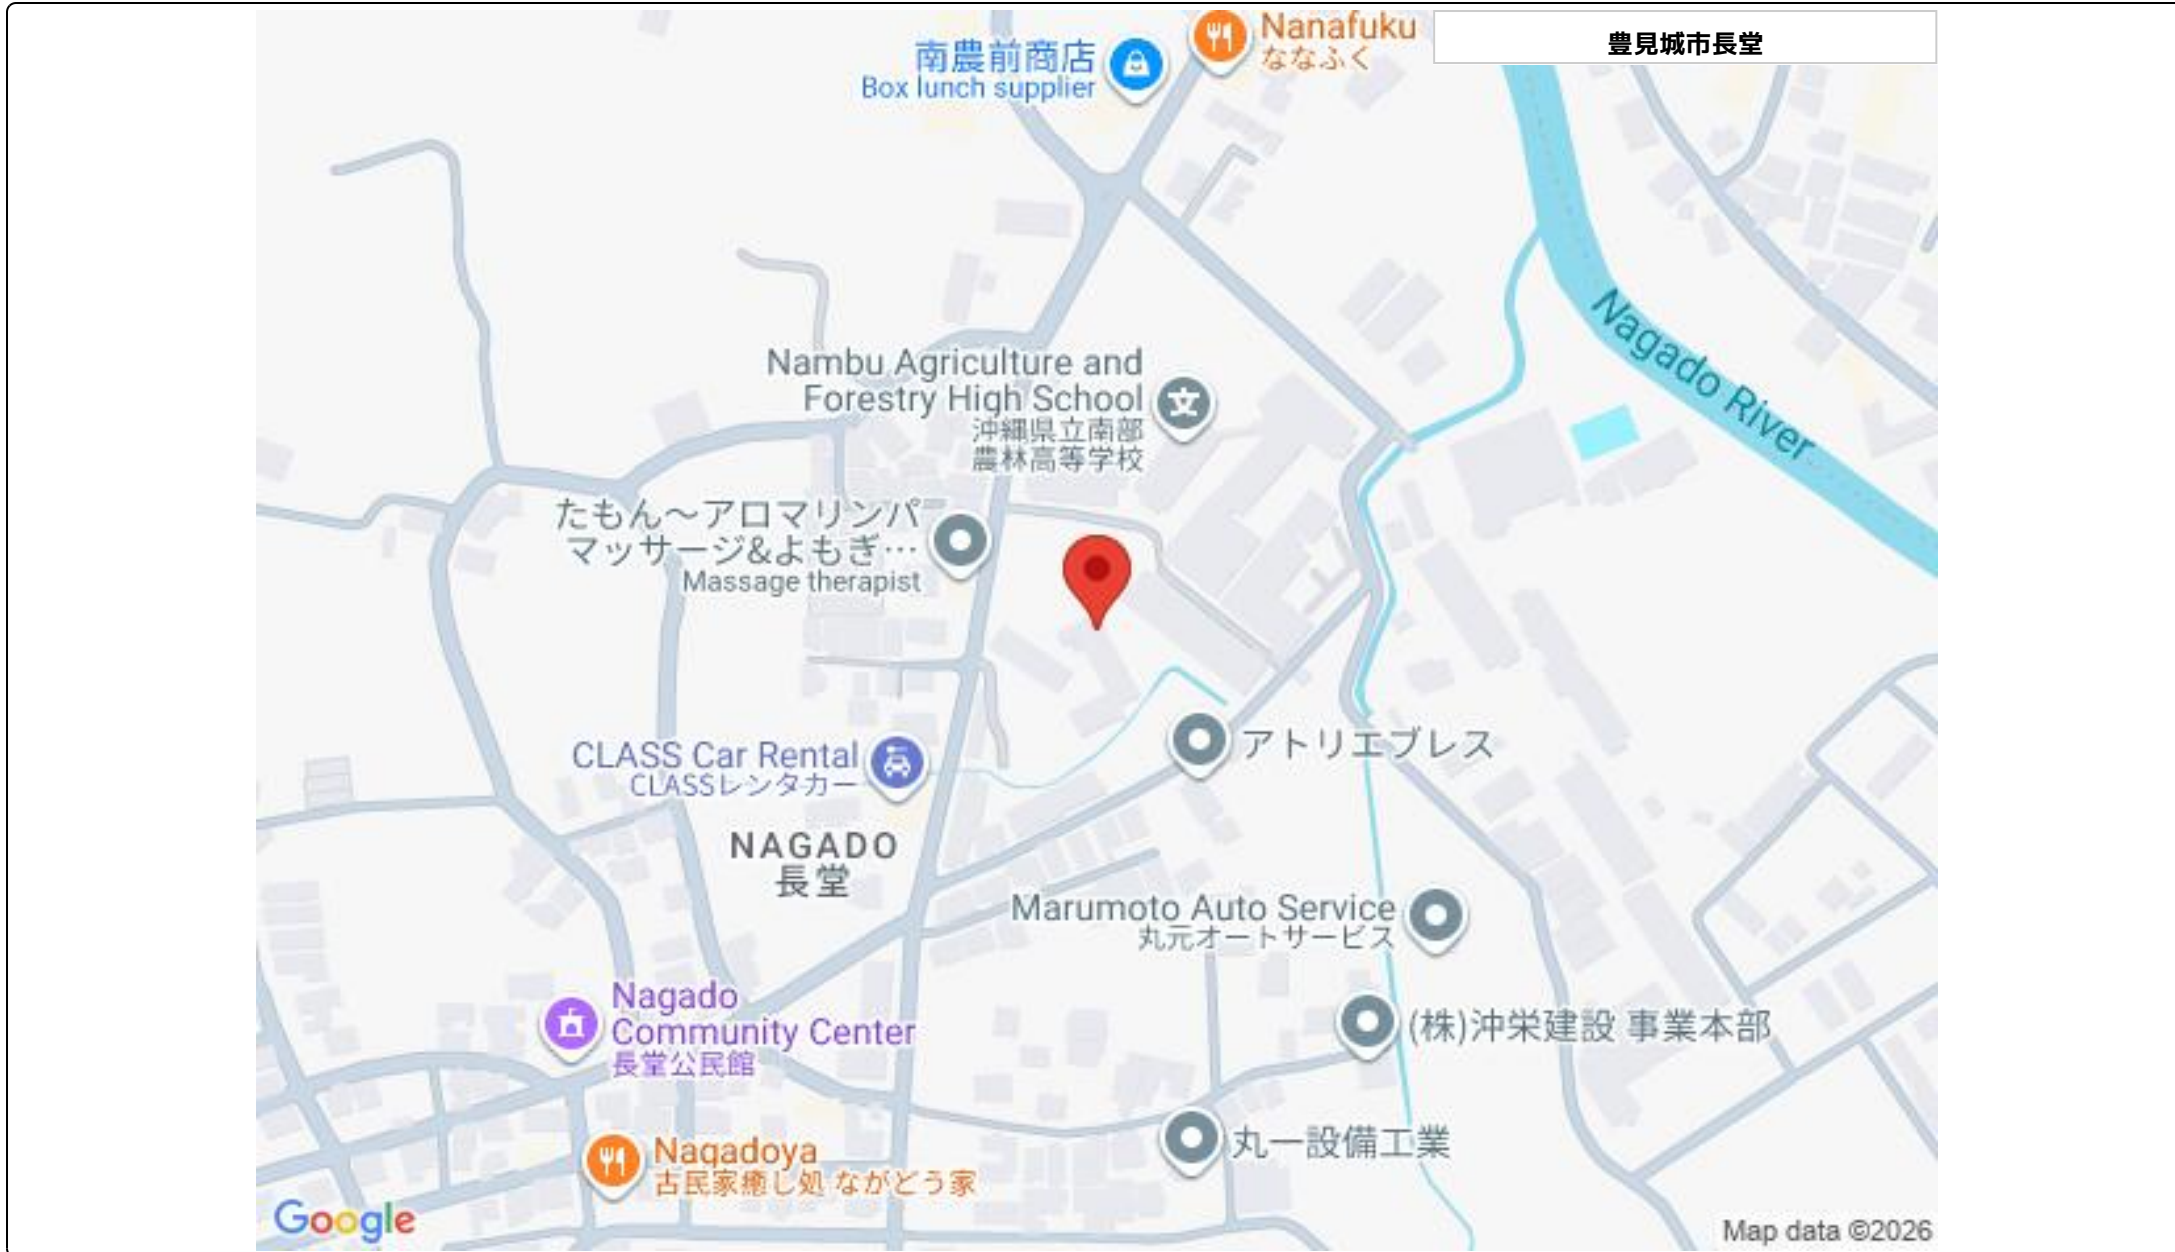 豊見城市長堂
Nanafuku
ななふく
南農前商店
Box lunch supplier
Nagado River
Nambu Agriculture and
Forestry High School
沖縄県立南部
農林高等学校
たもん～アロマリンパ
マッサージ&よもぎ…
Massage therapist
アトリエブレス
CLASS Car Rental
CLASSレンタカー
NAGADO
長堂
Marumoto Auto Service
丸元オートサービス
Nagado
Community Center
長堂公民館
(株)沖栄建設 事業本部
丸一設備工業
Nagadoya
古民家癒し処 ながどう家
Google
Map data ©2026